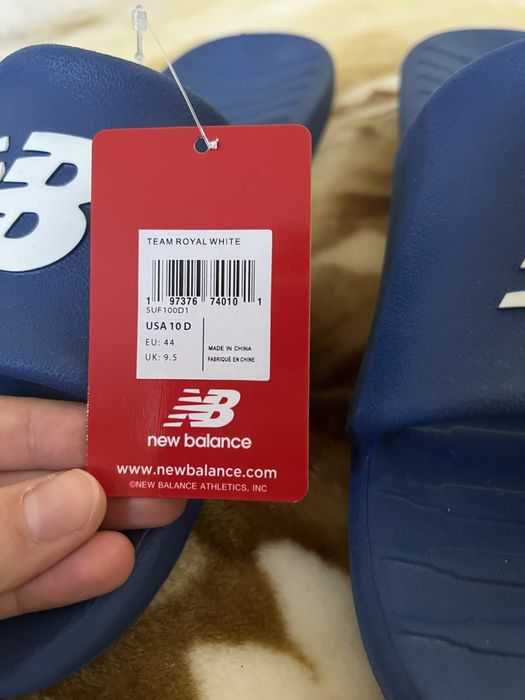 TEAM ROYAL WHITE
1 97376 74010 1
SUF100D1
USA 10 D
EU: 44
UK: 9.5
MADE IN CHINA
FABRIQUÉ EN CHINE
NB
new balance
www.newbalance.com
©NEW BALANCE ATHLETICS, INC
NB